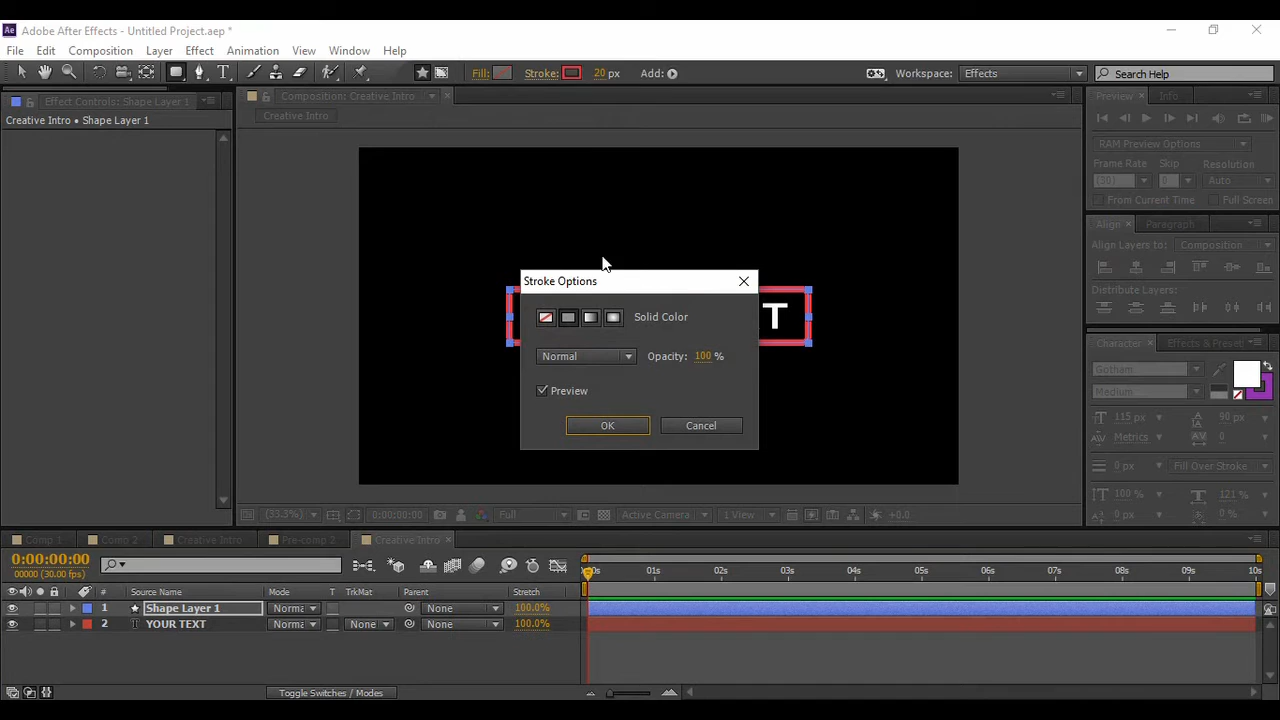 Adobe After Effects - Untitled Project.aep *
File Edit Composition Layer Effect Animation View Window Help
Fill: Stroke: 20 px Add: Workspace: Effects Search Help
Effect Controls: Shape Layer 1 Composition: Creative Intro Preview Info
Creative Intro • Shape Layer 1 Creative Intro
RAM Preview Options
Frame Rate Skip Resolution
(30) 0 Auto
From Current Time Full Screen
Align Paragraph
Align Layers to: Composition
Distribute Layers:
Stroke Options
Solid Color
T
Normal Opacity: 100 %
Preview
OK Cancel
Character Effects & Preset
Gotham
Medium
115 px 90 px
Metrics 0
0 px Fill Over Stroke
100 % 121 %
0 px 0 %
(33.3%) 0:00:00:00 Full Active Camera 1 View +0.0
Comp 1 Comp 2 Creative Intro Pre-comp 2 Creative Intro
0:00:00:00
00000 (30.00 fps)
01s 02s 03s 04s 05s 06s 07s 08s 09s 10s
# Source Name Mode T TrkMat Parent Stretch
1 Shape Layer 1 Norma None 100.0%
2 YOUR TEXT Norma None None 100.0%
Toggle Switches / Modes